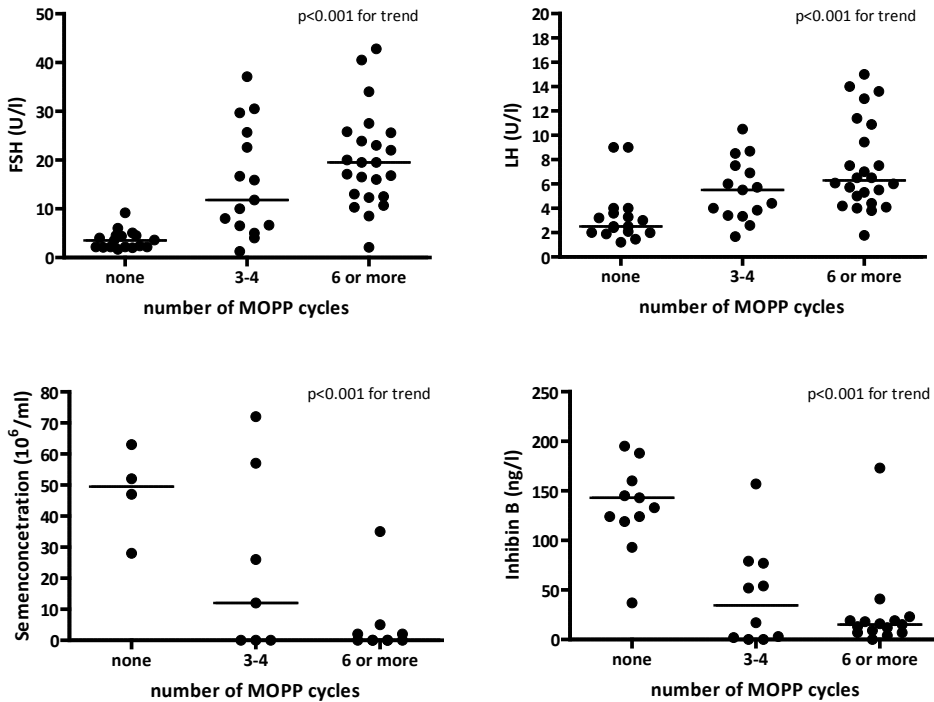 p<0.001 for trend
FSH (U/l)
50
40
30
20
10
0
none 3-4 6 or more
number of MOPP cycles
p<0.001 for trend
LH (U/l)
20
18
16
14
12
10
8
6
4
2
0
none 3-4 6 or more
number of MOPP cycles
p<0.001 for trend
Semenconcetration (10⁶/ml)
80
70
60
50
40
30
20
10
0
none 3-4 6 or more
number of MOPP cycles
p<0.001 for trend
Inhibin B (ng/l)
250
200
150
100
50
0
none 3-4 6 or more
number of MOPP cycles